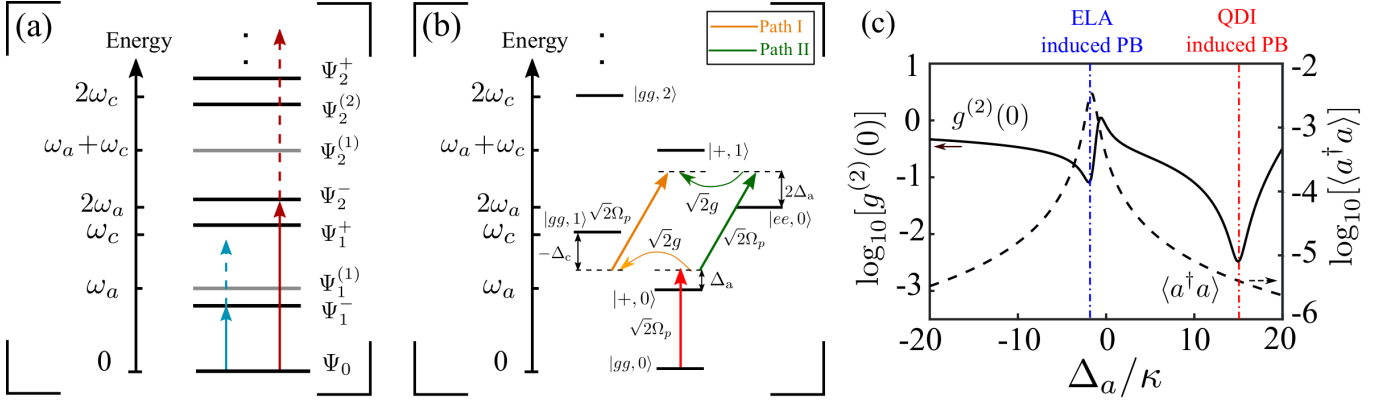 (a)
Energy
:
2ω_c
ω_a + ω_c
2ω_a
ω_c
ω_a
0
Ψ_2^+
Ψ_2^(2)
Ψ_2^(1)
Ψ_2^-
Ψ_1^+
Ψ_1^(1)
Ψ_1^-
Ψ_0
(b)
Energy
:
Path I
Path II
2ω_c
ω_a + ω_c
2ω_a
ω_c
ω_a
0
|gg, 2⟩
|+, 1⟩
2Δ_a
√2g
|ee, 0⟩
|gg, 1⟩
√2Ω_p
√2g
√2Ω_p
-Δ_c
Δ_a
|+, 0⟩
√2Ω_p
|gg, 0⟩
(c)
ELA
induced PB
QDI
induced PB
log_10[g^(2)(0)]
1
0
-1
-2
-3
g^(2)(0)
⟨a^†a⟩
-2
-3
-4
-5
-6
log_10[⟨a^†a⟩]
-20
-10
0
10
20
Δ_a/κ